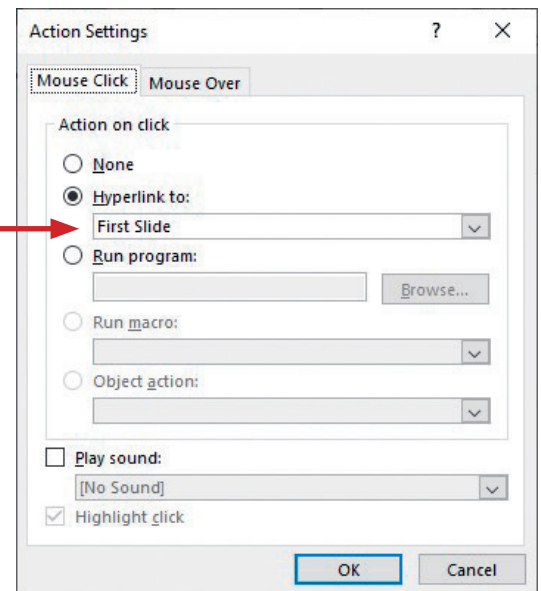 Action Settings
Mouse Click Mouse Over
Action on click
None
Hyperlink to:
First Slide
Run program:
Browse...
Run macro:
Object action:
Play sound:
[No Sound]
Highlight click
OK Cancel